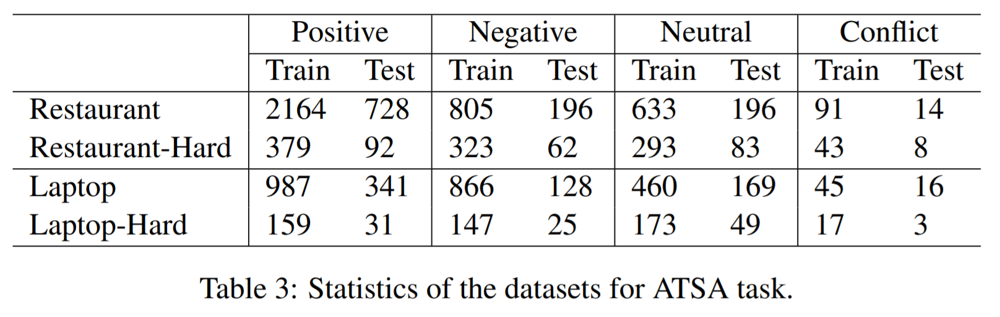 Positive Negative Neutral Conflict
Train Test Train Test Train Test Train Test
Restaurant 2164 728 805 196 633 196 91 14
Restaurant-Hard 379 92 323 62 293 83 43 8
Laptop 987 341 866 128 460 169 45 16
Laptop-Hard 159 31 147 25 173 49 17 3
Table 3: Statistics of the datasets for ATSA task.